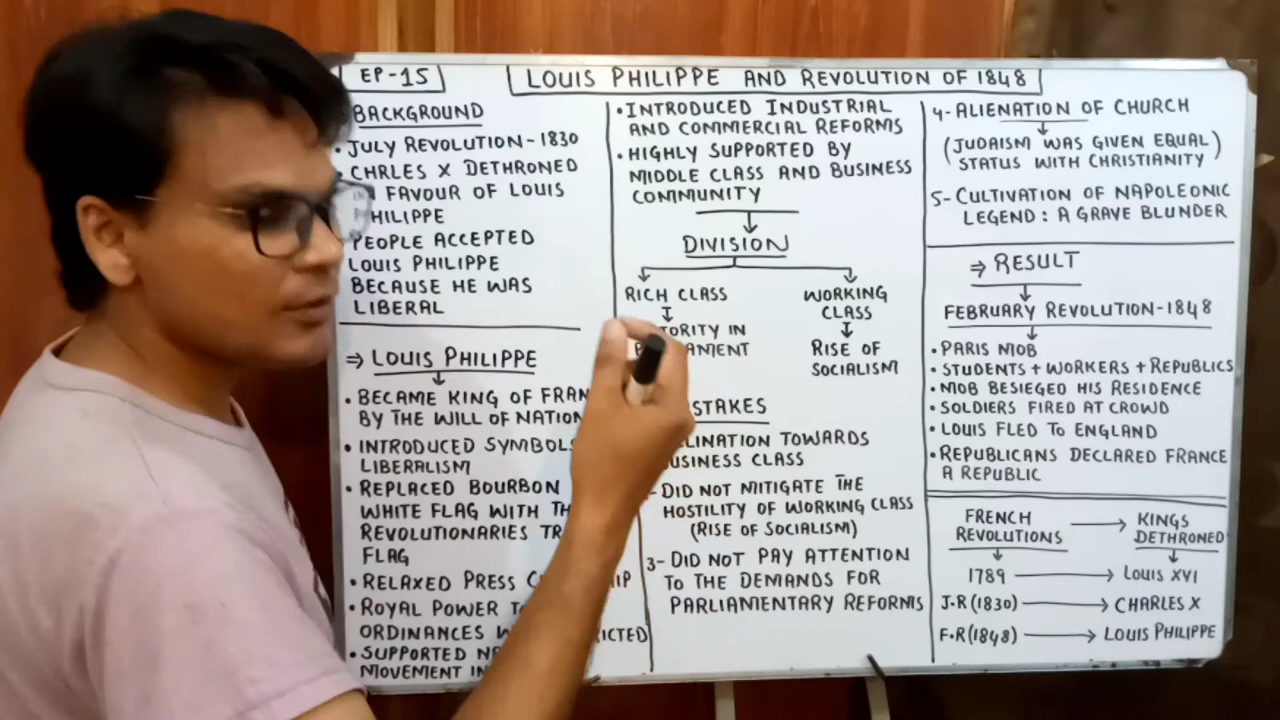 EP-15
LOUIS PHILIPPE AND REVOLUTION OF 1848
BACKGROUND
• JULY REVOLUTION-1830
• CHRLES X DETHRONED
FAVOUR OF LOUIS
PHILIPPE
PEOPLE ACCEPTED
LOUIS PHILIPPE
BECAUSE HE WAS
LIBERAL
⇒ LOUIS PHILIPPE
• BECAME KING OF
BY THE WILL OF
• INTRODUCED SYMBOLS
LIBERALISM
• REPLACED BOURBON
WHITE FLAG WITH
REVOLUTIONARIES
FLAG
• RELAXED PRESS
• ROYAL POWER
ORDINANCES
• SUPPORTED
MOVEMENT
• INTRODUCED INDUSTRIAL
AND COMMERCIAL REFORMS
• HIGHLY SUPPORTED BY
MIDDLE CLASS AND BUSINESS
COMMUNITY
DIVISION
RICH CLASS
IN
WORKING
CLASS
RISE OF
SOCIALISM
TOWARDS
CLASS
DID NOT MITIGATE THE
HOSTILITY OF WORKING CLASS
(RISE OF SOCIALISM)
3- DID NOT PAY ATTENTION
TO THE DEMANDS FOR
PARLIAMENTARY REFORMS
4- ALIENATION OF CHURCH
(JUDAISM WAS GIVEN EQUAL
STATUS WITH CHRISTIANITY)
5- CULTIVATION OF NAPOLEONIC
LEGEND: A GRAVE BLUNDER
⇒ RESULT
FEBRUARY REVOLUTION-1848
• PARIS MOB
• STUDENTS + WORKERS + REPUBLICS
• MOB BESIEGED HIS RESIDENCE
• SOLDIERS FIRED AT CROWD
• LOUIS FLED TO ENGLAND
• REPUBLICANS DECLARED FRANCE
A REPUBLIC
FRENCH REVOLUTIONS → KINGS DETHRONED
1789 → LOUIS XVI
J.R(1830) → CHARLES X
F.R(1848) → LOUIS PHILIPPE